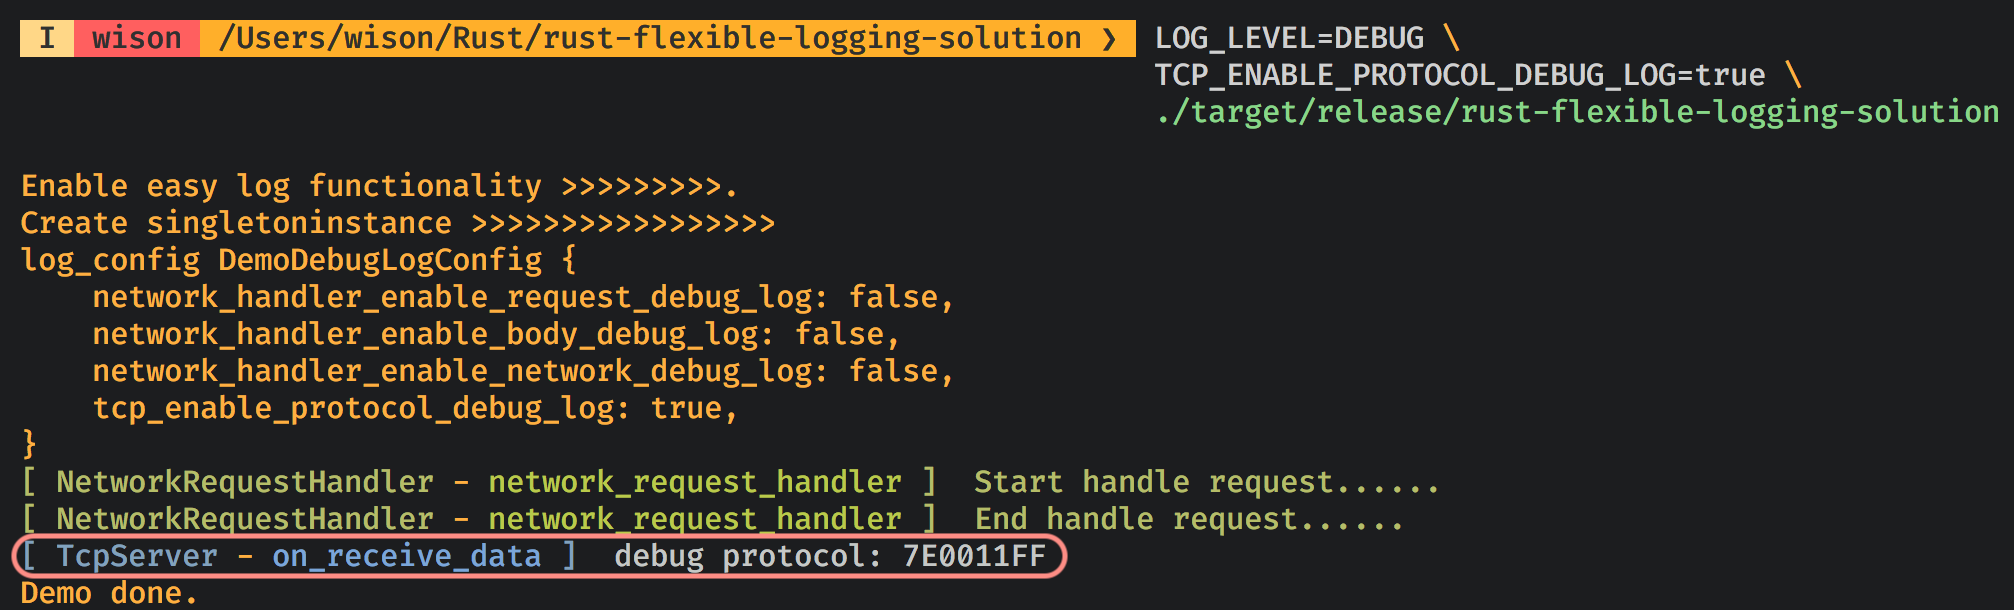 I wison /Users/wison/Rust/rust-flexible-logging-solution ❯ LOG_LEVEL=DEBUG \
TCP_ENABLE_PROTOCOL_DEBUG_LOG=true \
./target/release/rust-flexible-logging-solution
Enable easy log functionality >>>>>>>>>.
Create singletoninstance >>>>>>>>>>>>>>>>>
log_config DemoDebugLogConfig {
    network_handler_enable_request_debug_log: false,
    network_handler_enable_body_debug_log: false,
    network_handler_enable_network_debug_log: false,
    tcp_enable_protocol_debug_log: true,
}
[ NetworkRequestHandler - network_request_handler ]  Start handle request......
[ NetworkRequestHandler - network_request_handler ]  End handle request......
[ TcpServer - on_receive_data ]  debug protocol: 7E0011FF
Demo done.